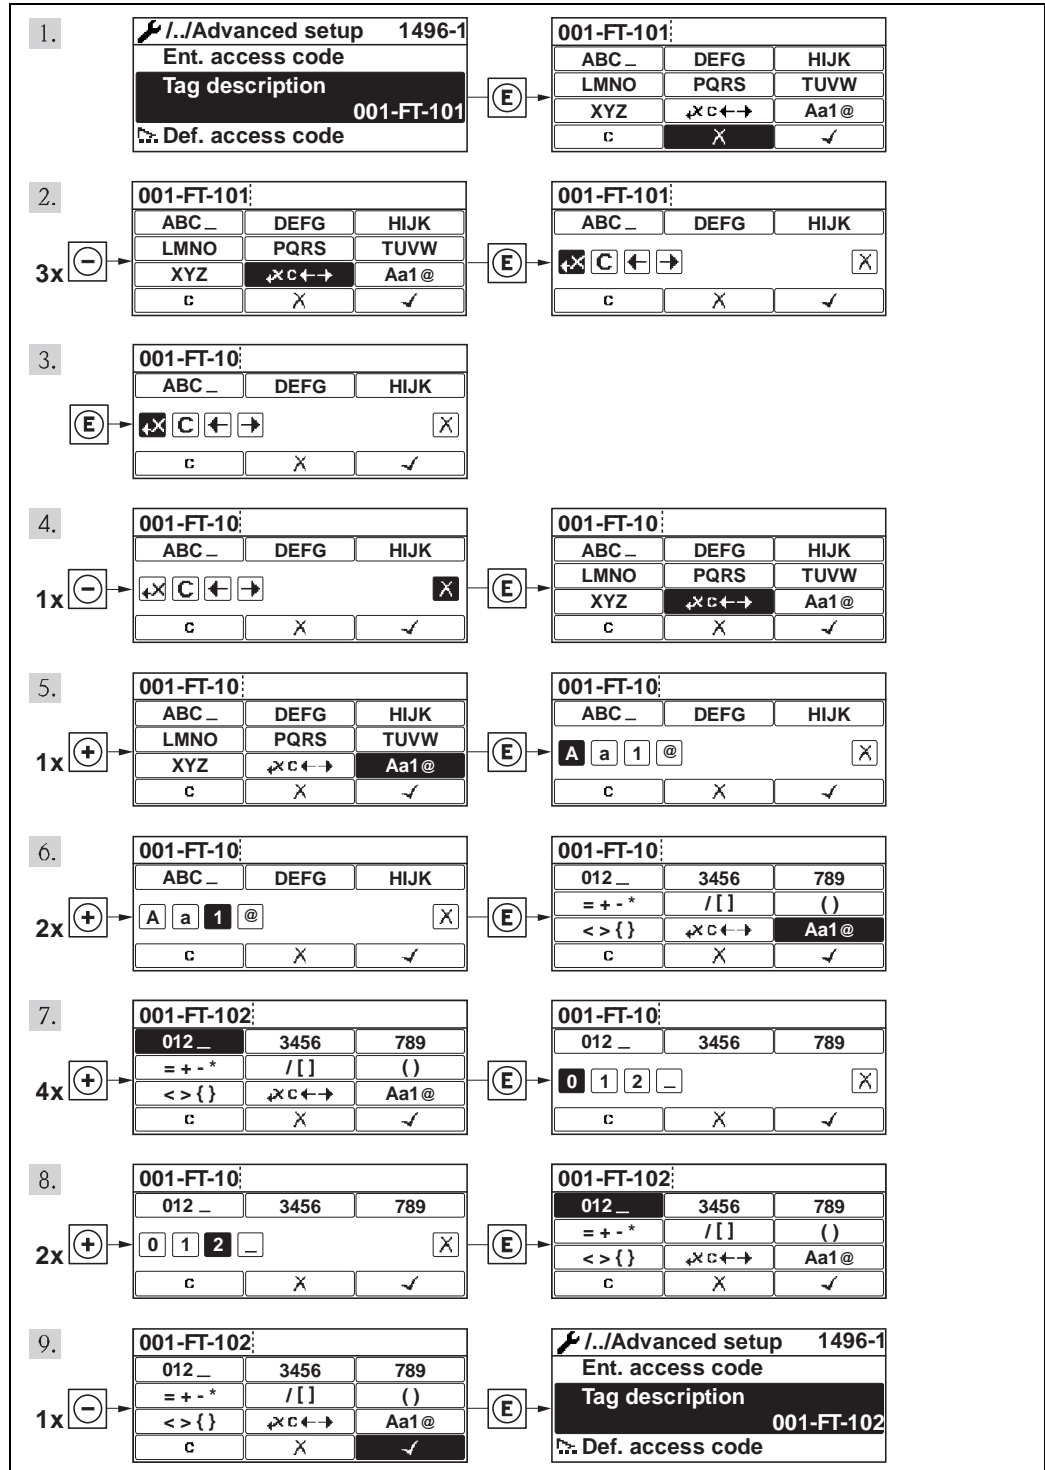 1.
/../Advanced setup 1496-1
Ent. access code
Tag description
001-FT-101
Def. access code
E
001-FT-101
ABC_ DEFG HIJK
LMNO PQRS TUVW
XYZ C←→ Aa1@
C X ✓
2.
3x −
001-FT-101
ABC_ DEFG HIJK
LMNO PQRS TUVW
XYZ C←→ Aa1@
C X ✓
E
001-FT-101
ABC_ DEFG HIJK
C ← → X
C X ✓
3.
E
001-FT-10
ABC_ DEFG HIJK
C ← → X
C X ✓
4.
1x −
001-FT-10
ABC_ DEFG HIJK
C ← → X
C X ✓
E
001-FT-10
ABC_ DEFG HIJK
LMNO PQRS TUVW
XYZ C←→ Aa1@
C X ✓
5.
1x +
001-FT-10
ABC_ DEFG HIJK
LMNO PQRS TUVW
XYZ C←→ Aa1@
C X ✓
E
001-FT-10
ABC_ DEFG HIJK
A a 1 @ X
C X ✓
6.
2x +
001-FT-10
ABC_ DEFG HIJK
A a 1 @ X
C X ✓
E
001-FT-10
012_ 3456 789
= + - * / [ ] ( )
< > { } C←→ Aa1@
C X ✓
7.
4x +
001-FT-102
012_ 3456 789
= + - * / [ ] ( )
< > { } C←→ Aa1@
C X ✓
E
001-FT-10
012_ 3456 789
0 1 2 _ X
C X ✓
8.
2x +
001-FT-10
012_ 3456 789
0 1 2 _ X
C X ✓
E
001-FT-102
012_ 3456 789
= + - * / [ ] ( )
< > { } C←→ Aa1@
C X ✓
9.
1x −
001-FT-102
012_ 3456 789
= + - * / [ ] ( )
< > { } C←→ Aa1@
C X ✓
E
/../Advanced setup 1496-1
Ent. access code
Tag description
001-FT-102
Def. access code